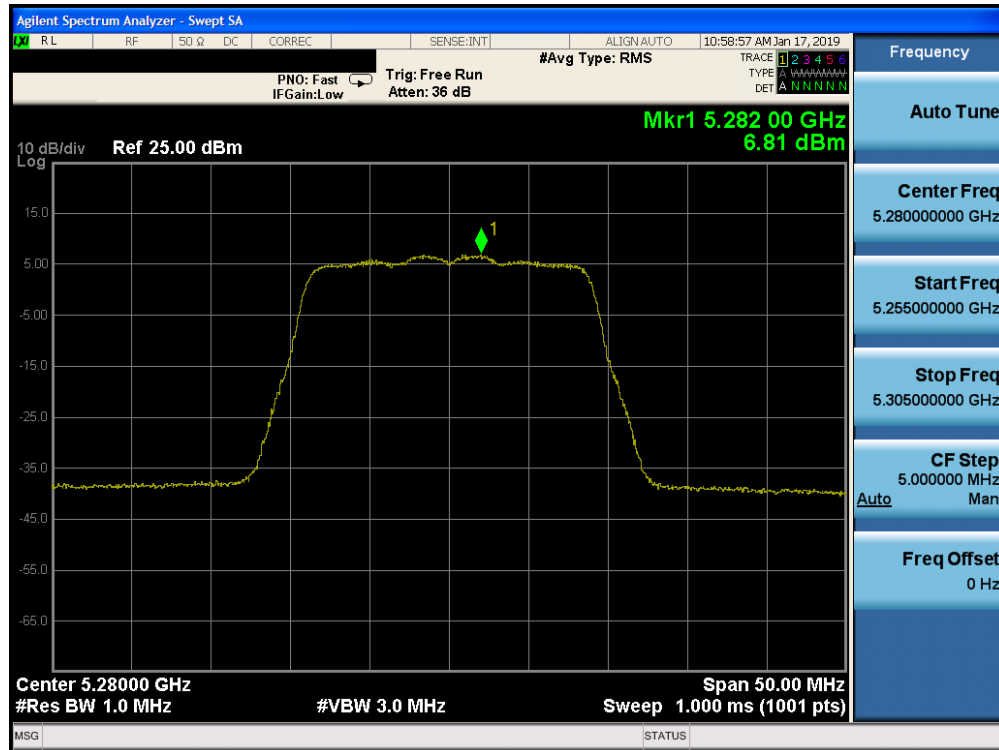 Agilent Spectrum Analyzer - Swept SA
LXI RL RF 50 Ω DC CORREC SENSE:INT ALIGN AUTO 10:58:57 AM Jan 17, 2019
Frequency
PNO: Fast
IFGain:Low
Trig: Free Run
Atten: 36 dB
#Avg Type: RMS
TRACE 1 2 3 4 5 6
TYPE A WWWWWW
DET A N N N N N
Auto Tune
Mkr1 5.282 00 GHz
6.81 dBm
10 dB/div
Log
Ref 25.00 dBm
1
15.0
5.00
-5.00
-15.0
-25.0
-35.0
-45.0
-55.0
-65.0
Center Freq
5.280000000 GHz
Start Freq
5.255000000 GHz
Stop Freq
5.305000000 GHz
CF Step
5.000000 MHz
Auto Man
Freq Offset
0 Hz
Center 5.28000 GHz Span 50.00 MHz
#Res BW 1.0 MHz #VBW 3.0 MHz Sweep 1.000 ms (1001 pts)
MSG STATUS